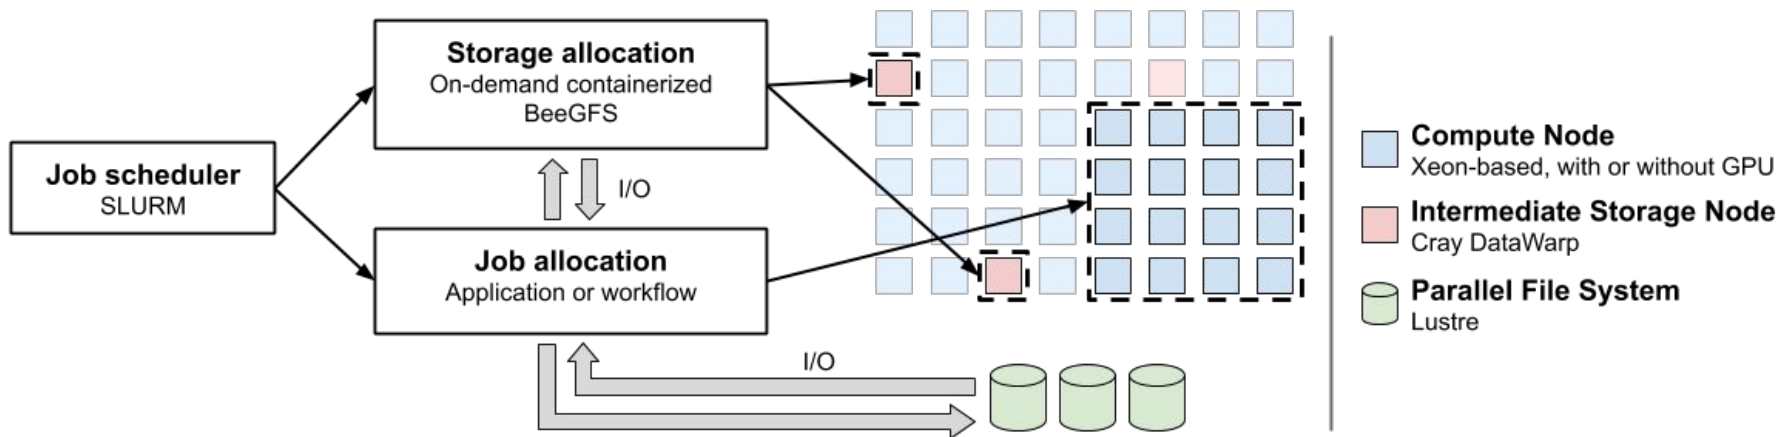 Job scheduler
SLURM
Storage allocation
On-demand containerized
BeeGFS
I/O
Job allocation
Application or workflow
I/O
Compute Node
Xeon-based, with or without GPU
Intermediate Storage Node
Cray DataWarp
Parallel File System
Lustre